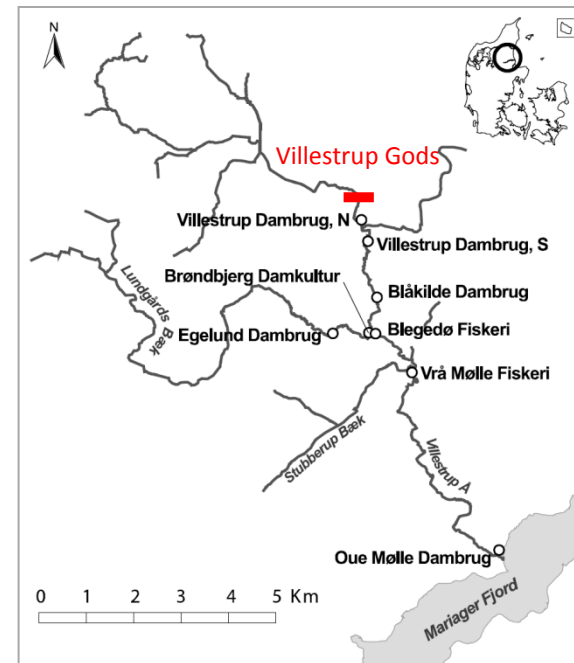 N
Villestrup Gods
Villestrup Dambrug, N
Villestrup Dambrug, S
Brøndbjerg Damkultur
Blåkilde Dambrug
Lundgårds
Bæk
Egelund Dambrug
Blegedø Fiskeri
Vrå Mølle Fiskeri
Stubberup Bæk
Villestrup Å
Oue Mølle Dambrug
Mariager Fjord
0 1 2 3 4 5 Km